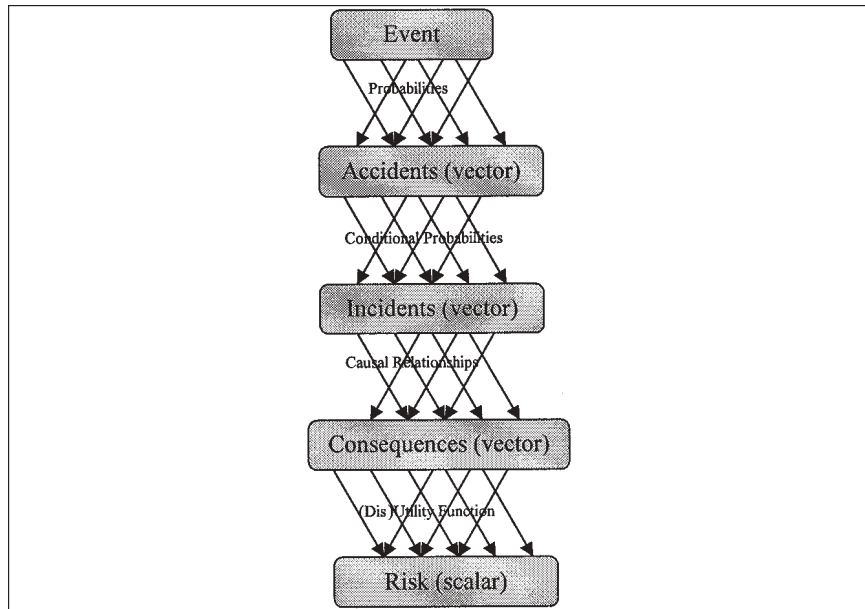 Event
Probabilities
Accidents (vector)
Conditional Probabilities
Incidents (vector)
Causal Relationships
Consequences (vector)
(Dis)Utility Function
Risk (scalar)